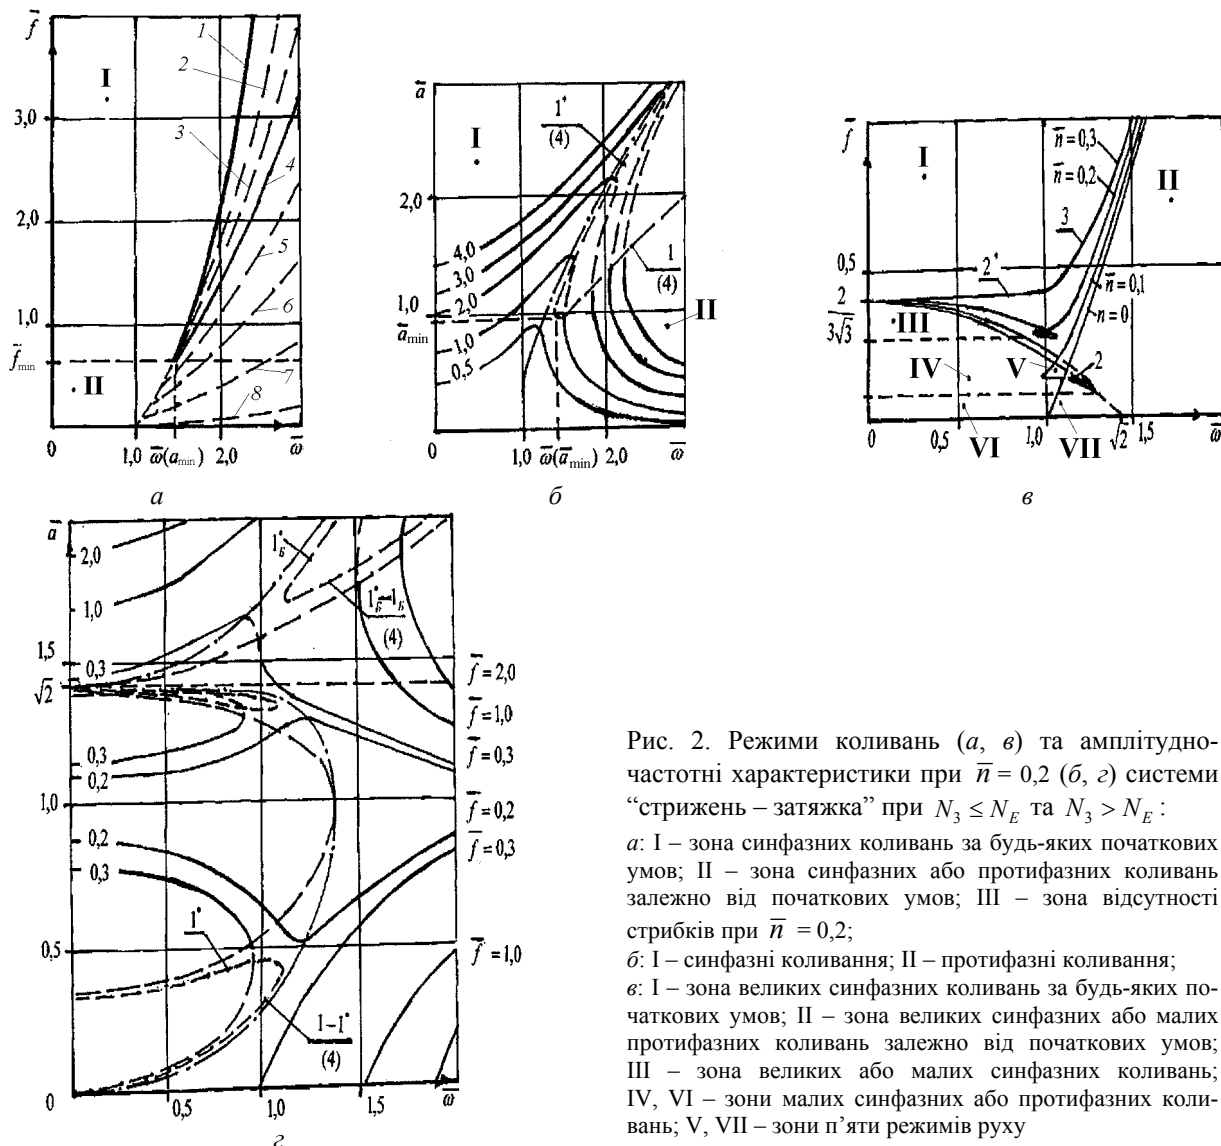 f̅
I
1
2
3
4
5
6
7
8
3,0
2,0
1,0
f̃min
II
0
1,0
ω̅(amin)
2,0
ω̅
а
a̅
I
1*
(4)
2,0
4,0
3,0
2,0
1,0
a̅min
1,0
0,5
1
(4)
II
0
1,0
ω̅(a̅min)
2,0
ω̅
б
f̅
I
n̅=0,3
n̅=0,2
II
3
2*
0,5
2
3√3
III
n̅=0,1
n=0
IV
V
2
0
0,5
1,0
√2
1,5
ω̅
VI
VII
в
a̅
2,0
1,0
1*Б
1*Б–1Б
(4)
1,5
0,3
√2
f̅=2,0
f̅=1,0
f̅=0,3
0,3
0,2
1,0
f̅=0,2
f̅=0,3
0,2
0,3
0,5
1*
f̅=1,0
1–1*
(4)
0
0,5
1,0
1,5
ω̅
г
Рис. 2. Режими коливань (а, в) та амплітудно-
частотні характеристики при n̅ = 0,2 (б, г) системи
“стрижень – затяжка” при N3 ≤ NE та N3 > NE :
а: I – зона синфазних коливань за будь-яких початкових
умов; II – зона синфазних або протифазних коливань
залежно від початкових умов; III – зона відсутності
стрибків при n̅ = 0,2;
б: I – синфазні коливання; II – протифазні коливання;
в: I – зона великих синфазних коливань за будь-яких по-
чаткових умов; II – зона великих синфазних або малих
протифазних коливань залежно від початкових умов;
III – зона великих або малих синфазних коливань;
IV, VI – зони малих синфазних або протифазних коли-
вань; V, VII – зони п’яти режимів руху